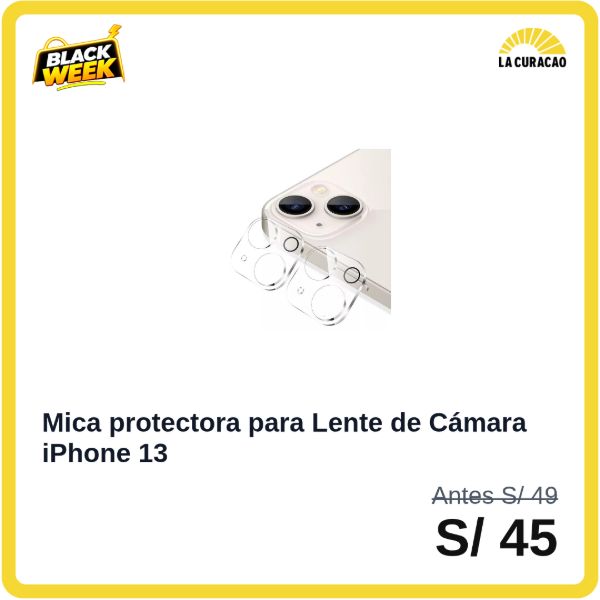 BLACK
WEEK
LA CURACAO
Mica protectora para Lente de Cámara
iPhone 13
Antes S/ 49
S/ 45